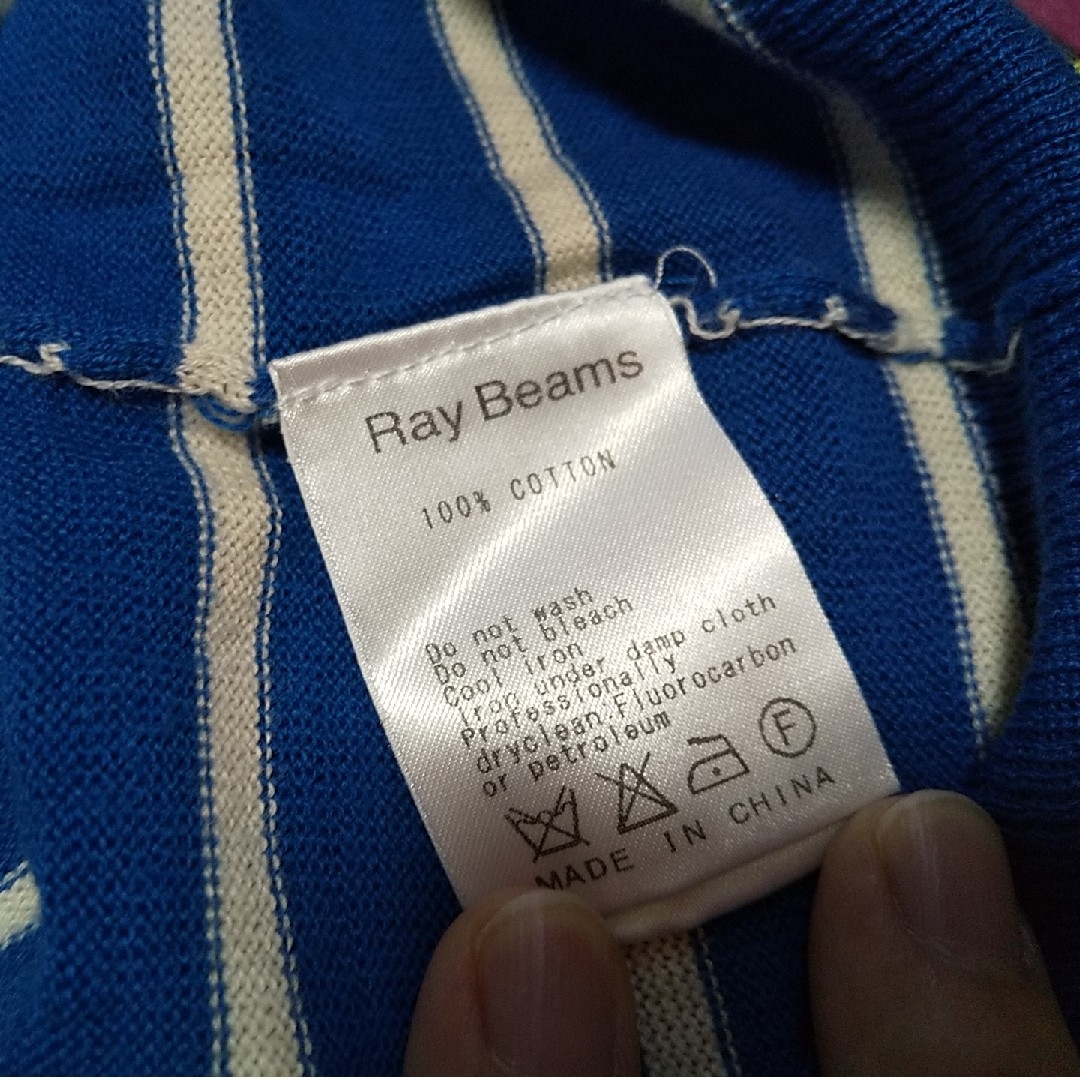 Ray Beams
100% COTTON
Do not wash
Do not bleach
Cool iron
Iron under damp cloth
Professionally
dryclean.Fluorocarbon
or petroleum
F
MADE IN CHINA